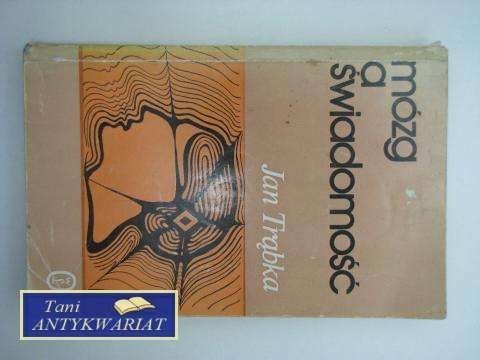 mózg
a
świadomość
Jan Trąbka
Tani
ANTYKWARIAT